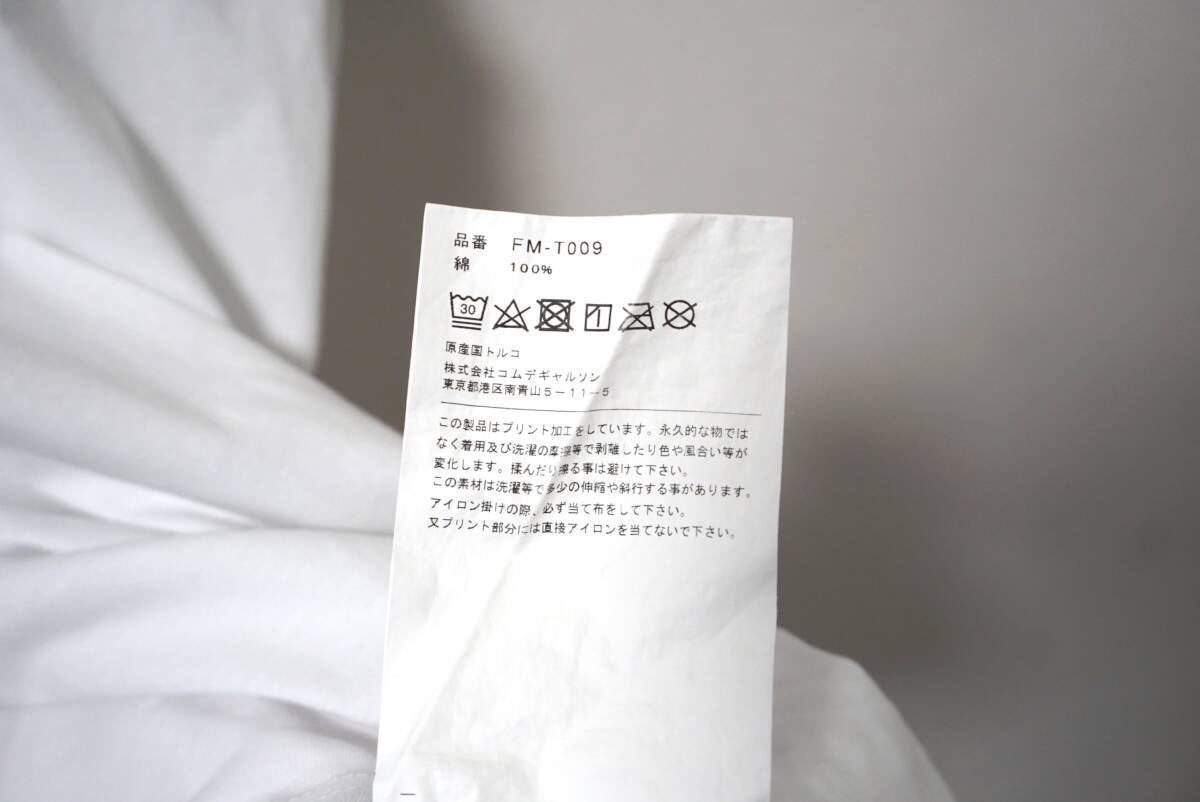 品番 FM-T009
綿 100%
30
原産国トルコ
株式会社コムデギャルソン
東京都港区南青山5-11-5
この製品はプリント加工をしています。永久的な物では
なく着用及び洗濯の摩擦等で剥離したり色や風合い等が
変化します。揉んだり擦る事は避けて下さい。
この素材は洗濯等で多少の伸縮や斜行する事があります。
アイロン掛けの際、必ず当て布をして下さい。
又プリント部分には直接アイロンを当てないで下さい。